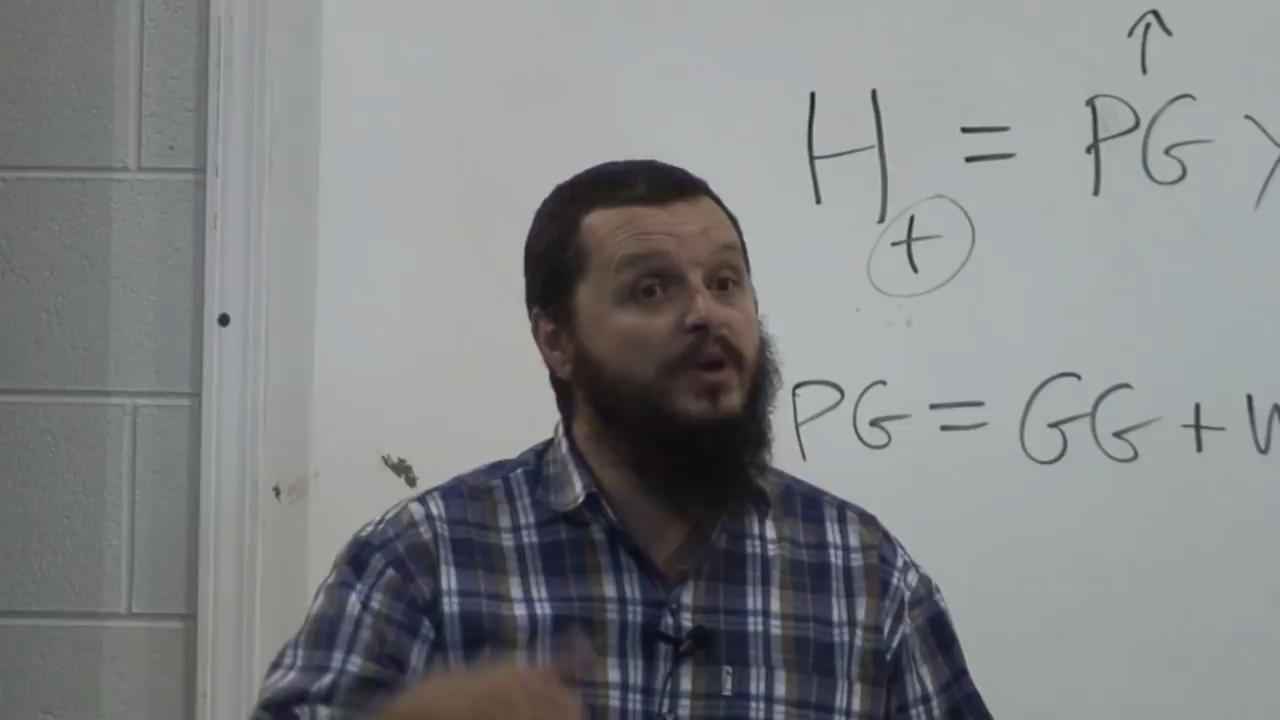 ↑
H = PG
+
PG = GG +